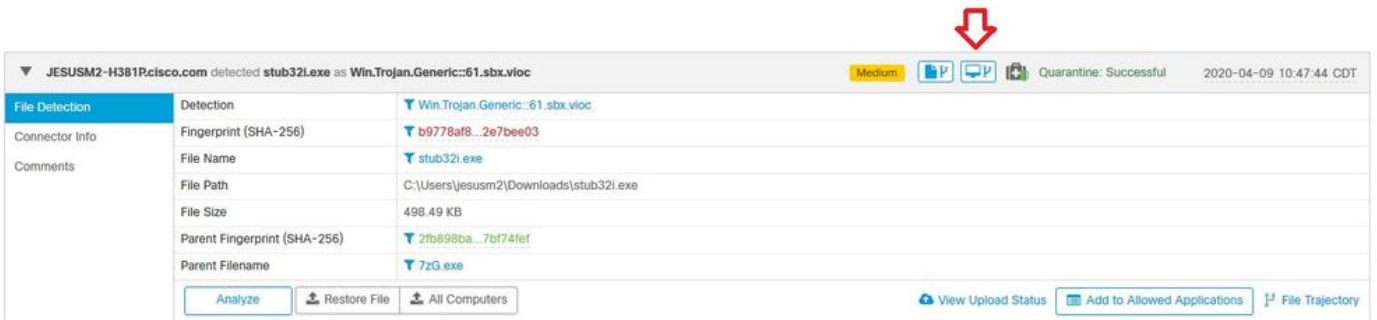 JESUSM2-H381P.cisco.com detected stub32i.exe as Win.Trojan.Generic::61.sbx.vioc Medium Quarantine: Successful 2020-04-09 10:47:44 CDT
File Detection
Connector Info
Comments
Detection Win.Trojan.Generic::61.sbx.vioc
Fingerprint (SHA-256) b9778af8...2e7bee03
File Name stub32i.exe
File Path C:\Users\jesusm2\Downloads\stub32i.exe
File Size 498.49 KB
Parent Fingerprint (SHA-256) 2fb898ba...7bf74fef
Parent Filename 7zG.exe
Analyze Restore File All Computers View Upload Status Add to Allowed Applications File Trajectory